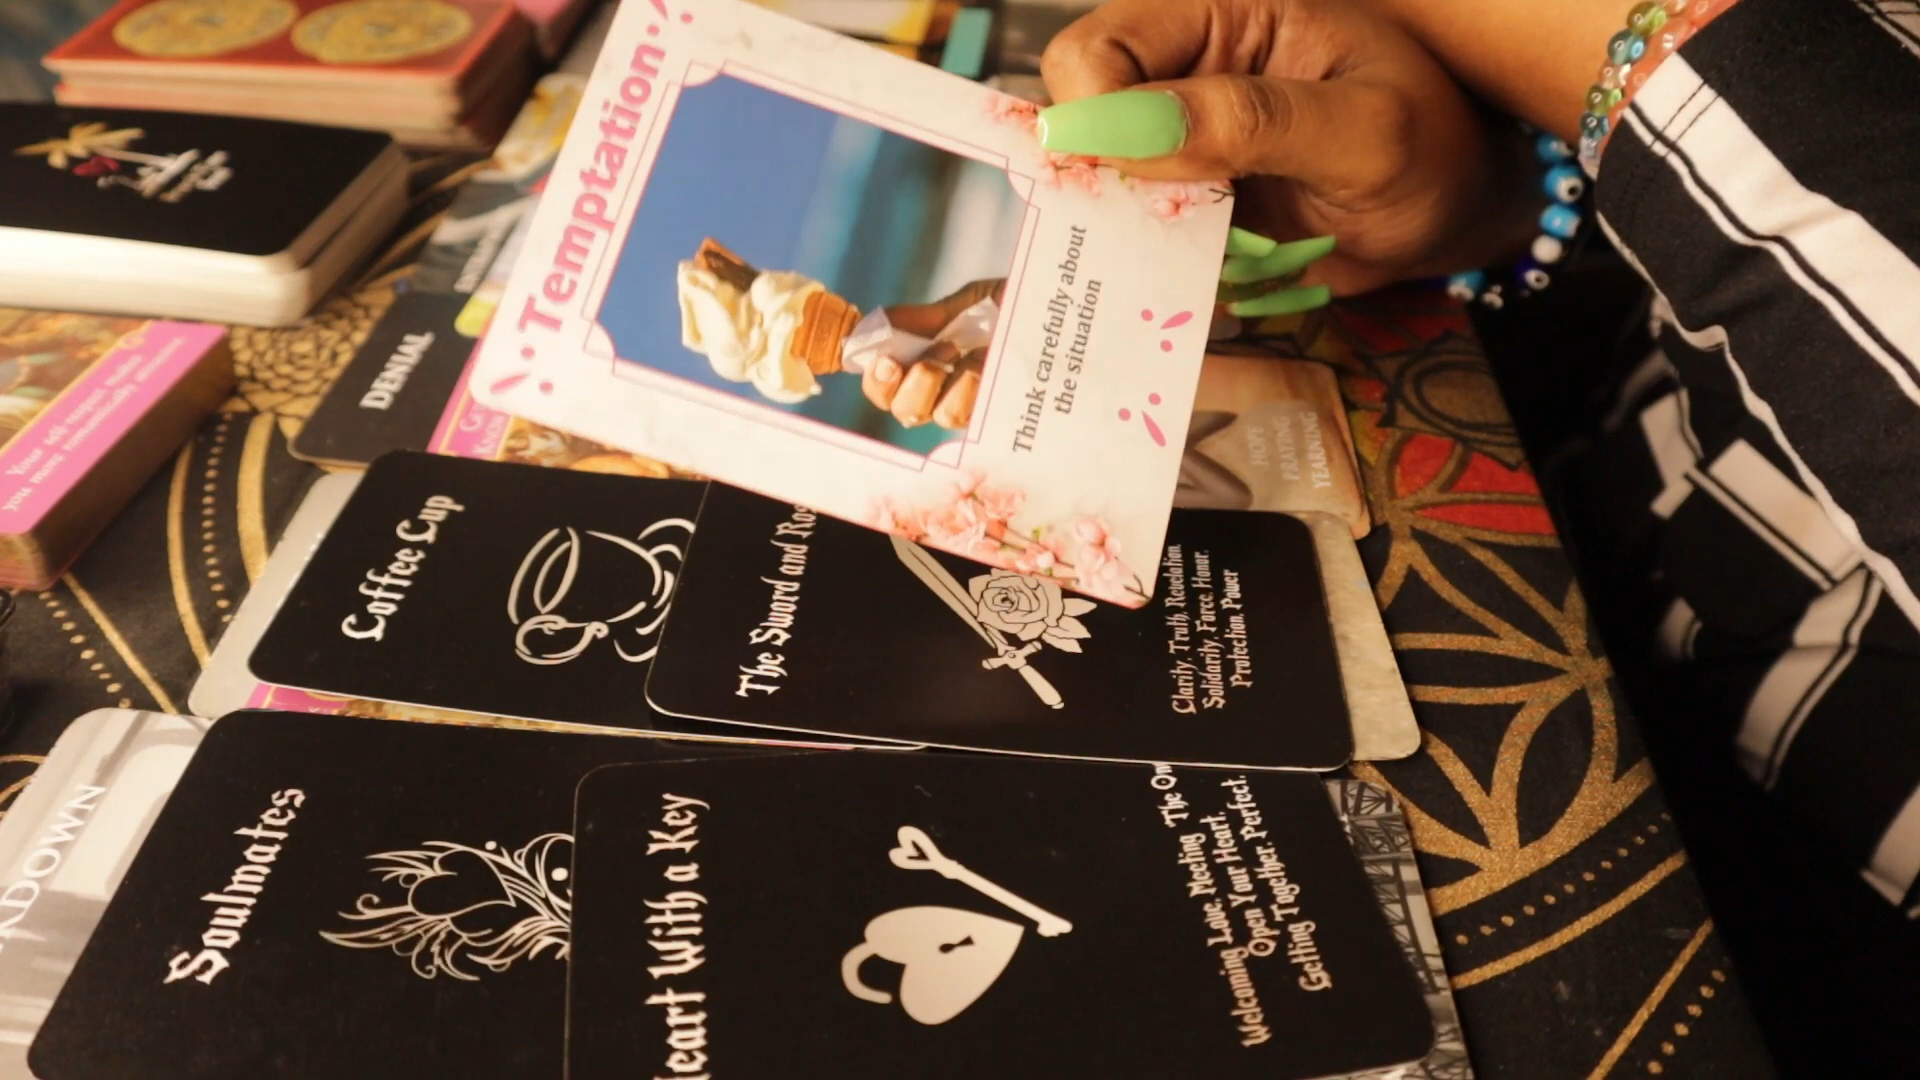 Temptation
Think carefully about
the situation
DENIAL
HOPE
PRAYING
YEARNING
Your self respect makes
you more romantically attractive
Coffee Cup
The Sword and Ros
Clarity, Truth, Revelation,
Solidarity, Force, Honor,
Protection, Power
Soulmates
Heart With a Key
Welcoming Love, Meeting 'The On
Open Your Heart,
Getting Together, Perfect,
KDOWN